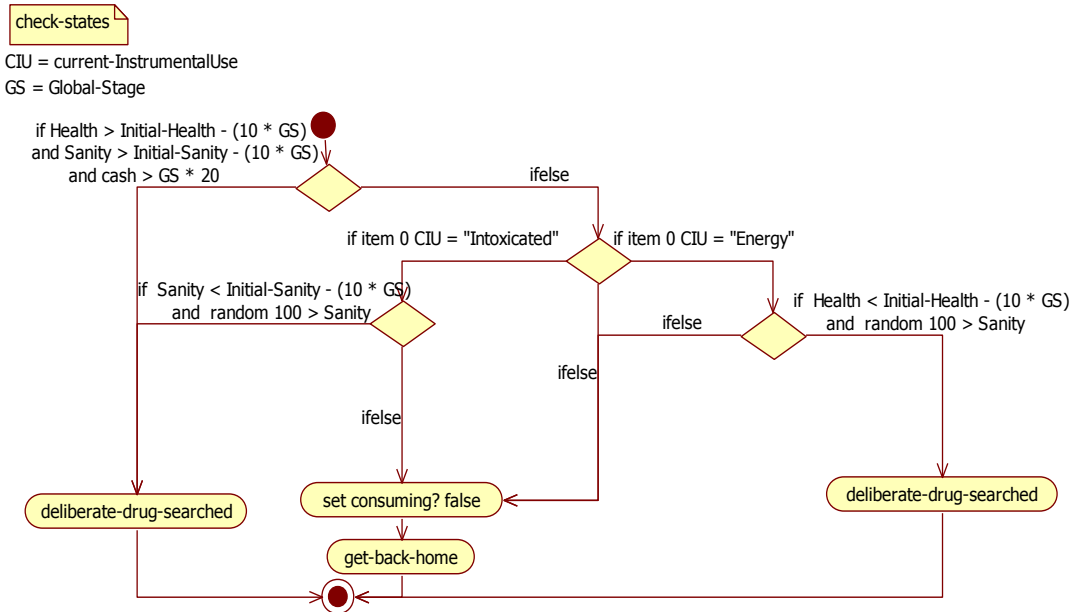 check-states
CIU = current-InstrumentalUse
GS = Global-Stage
if Health > Initial-Health - (10 * GS)
and Sanity > Initial-Sanity - (10 * GS)
and cash > GS * 20
ifelse
if item 0 CIU = "Intoxicated"
if item 0 CIU = "Energy"
if  Sanity < Initial-Sanity - (10 * GS)
and  random 100 > Sanity
if  Health < Initial-Health - (10 * GS)
and  random 100 > Sanity
ifelse
ifelse
ifelse
deliberate-drug-searched
set consuming? false
deliberate-drug-searched
get-back-home